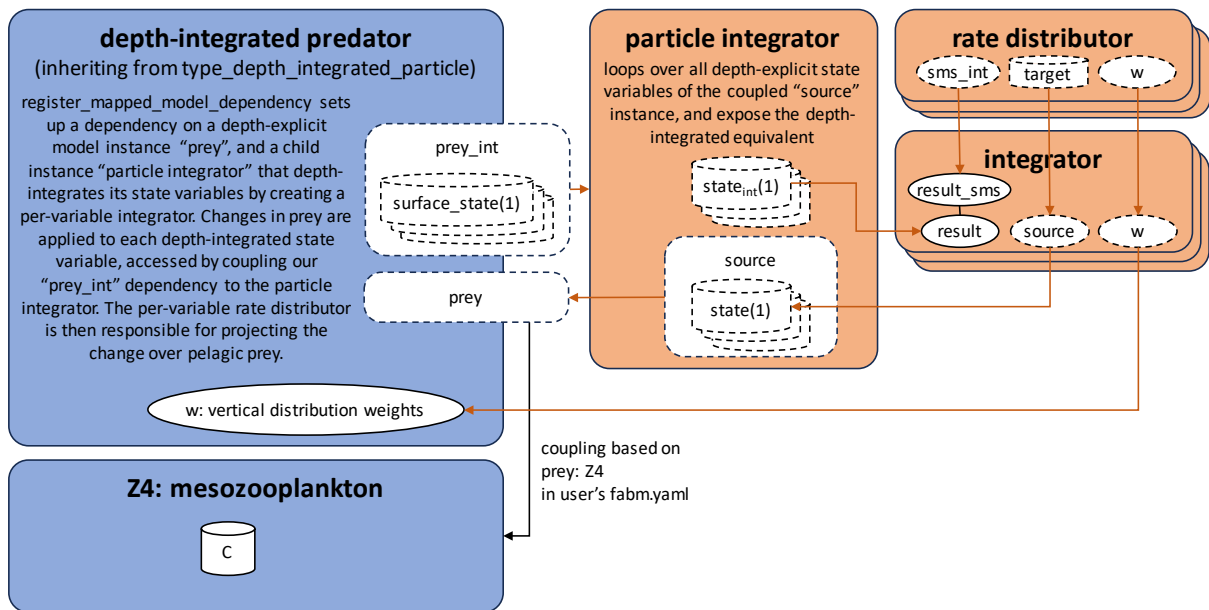 depth-integrated predator
(inheriting from type_depth_integrated_particle)
register_mapped_model_dependency sets
up a dependency on a depth-explicit
model instance “prey”, and a child
instance “particle integrator” that depth-
integrates its state variables by creating a
per-variable integrator. Changes in prey are
applied to each depth-integrated state
variable, accessed by coupling our
“prey_int” dependency to the particle
integrator. The per-variable rate distributor
is then responsible for projecting the
change over pelagic prey.
prey_int
surface_state(1)
prey
w: vertical distribution weights
particle integrator
loops over all depth-explicit state
variables of the coupled “source”
instance, and expose the depth-
integrated equivalent
state_int(1)
source
state(1)
rate distributor
sms_int
target
w
integrator
result_sms
result
source
w
coupling based on
prey: Z4
in user’s fabm.yaml
Z4: mesozooplankton
C